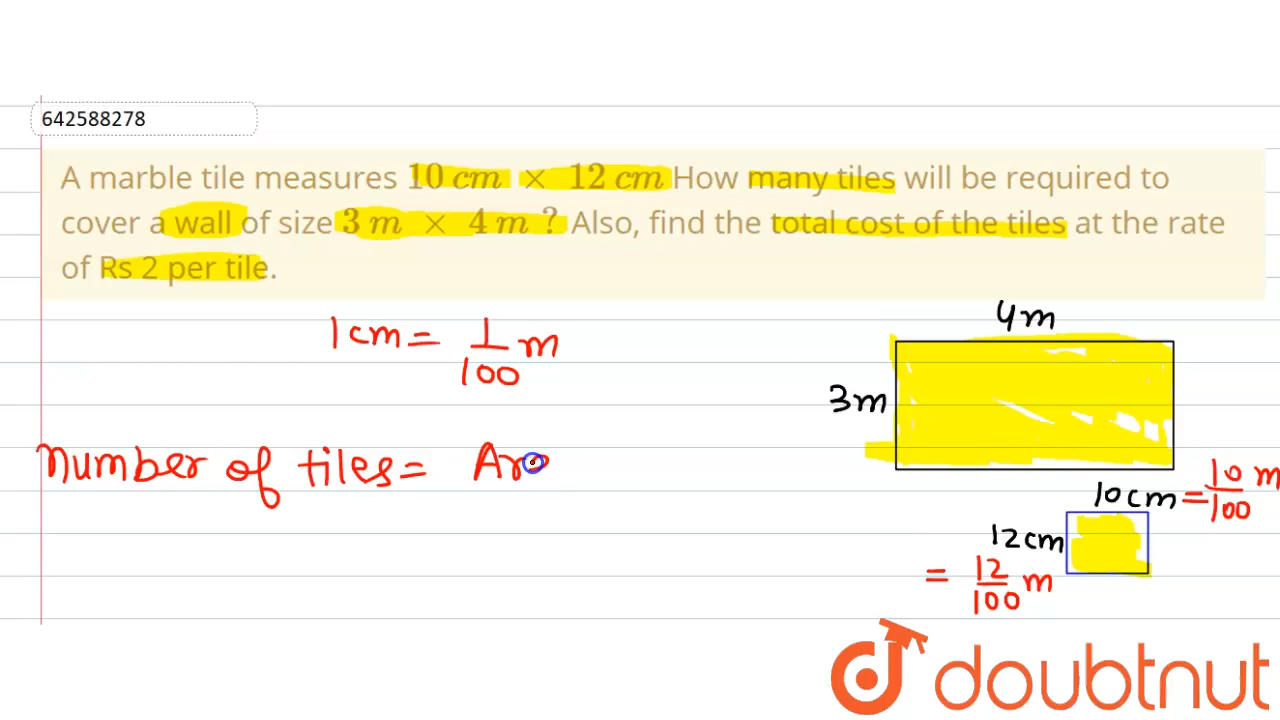 642588278
A marble tile measures 10 cm × 12 cm How many tiles will be required to
cover a wall of size 3 m × 4 m ? Also, find the total cost of the tiles at the rate
of Rs 2 per tile.
4m
1cm = 1/100 m
3m
Number of tiles = Are
10cm = 10/100 m
12cm
= 12/100 m
doubtnut